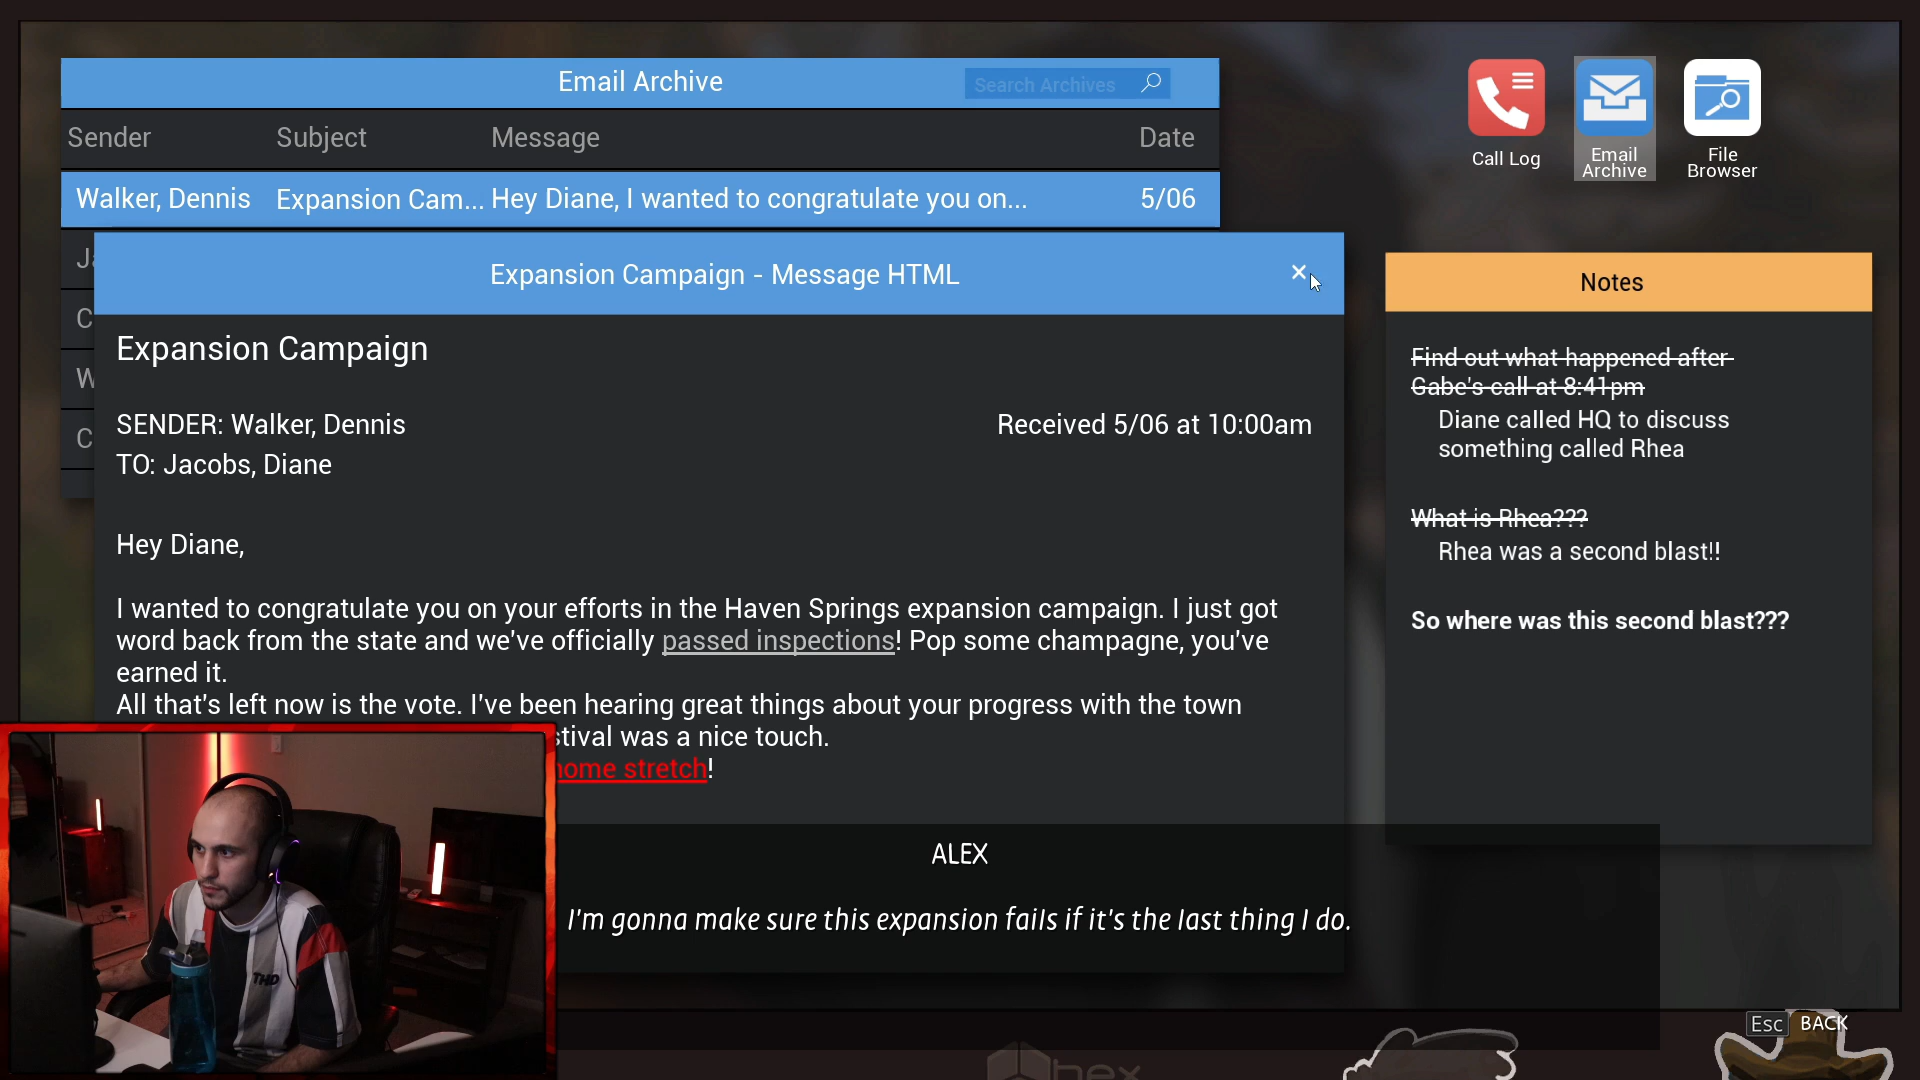 Email Archive
Search Archives
Sender Subject Message Date
Walker, Dennis Expansion Cam... Hey Diane, I wanted to congratulate you on... 5/06
Call Log
Email
Archive
File
Browser
Expansion Campaign - Message HTML
Expansion Campaign
SENDER: Walker, Dennis Received 5/06 at 10:00am
TO: Jacobs, Diane
Hey Diane,
I wanted to congratulate you on your efforts in the Haven Springs expansion campaign. I just got
word back from the state and we've officially passed inspections! Pop some champagne, you've
earned it.
All that's left now is the vote. I've been hearing great things about your progress with the town
was a nice touch.
home stretch!
Notes
Find out what happened after
Gabe's call at 8:41pm
Diane called HQ to discuss
something called Rhea
What is Rhea???
Rhea was a second blast!!
So where was this second blast???
ALEX
I'm gonna make sure this expansion fails if it's the last thing I do.
THD
Esc BACK
hex